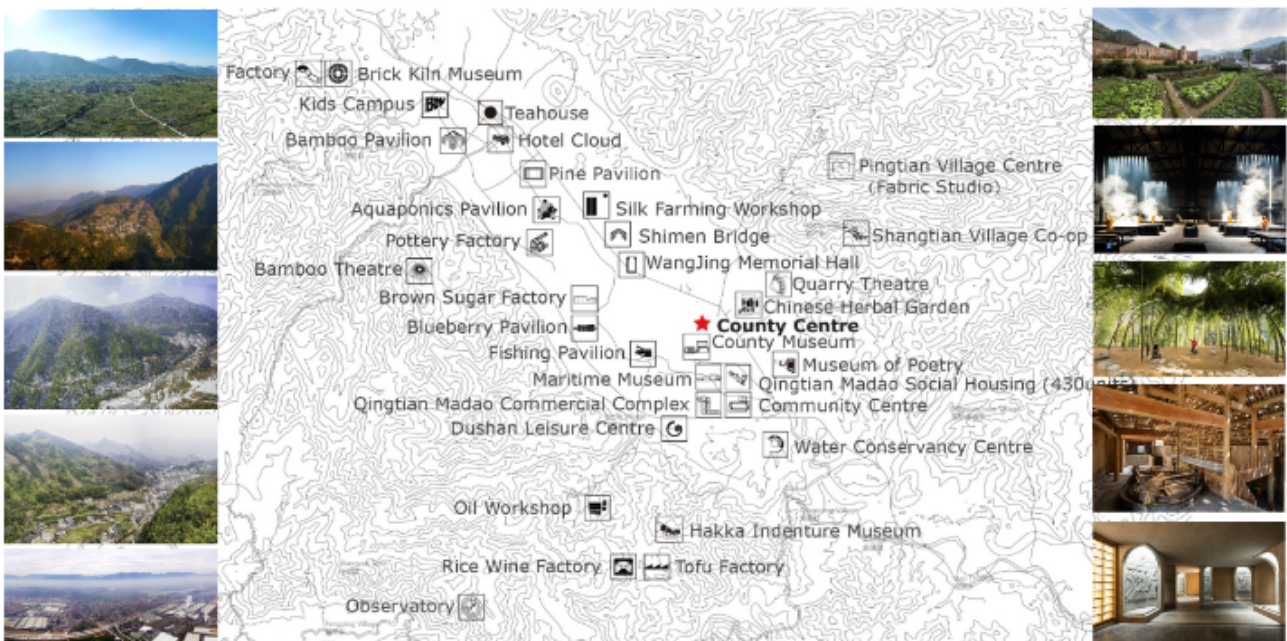 Factory
Brick Kiln Museum
Kids Campus
Teahouse
Bamboo Pavilion
Hotel Cloud
Pine Pavilion
Pingtian Village Centre
(Fabric Studio)
Aquaponics Pavilion
Silk Farming Workshop
Pottery Factory
Shimen Bridge
Shangtian Village Co-op
Bamboo Theatre
WangJing Memorial Hall
Quarry Theatre
Brown Sugar Factory
Chinese Herbal Garden
Blueberry Pavilion
County Centre
County Museum
Fishing Pavilion
Museum of Poetry
Maritime Museum
Qingtian Madao Social Housing (430units)
Qingtian Madao Commercial Complex
Community Centre
Dushan Leisure Centre
Water Conservancy Centre
Oil Workshop
Hakka Indenture Museum
Rice Wine Factory
Tofu Factory
Observatory